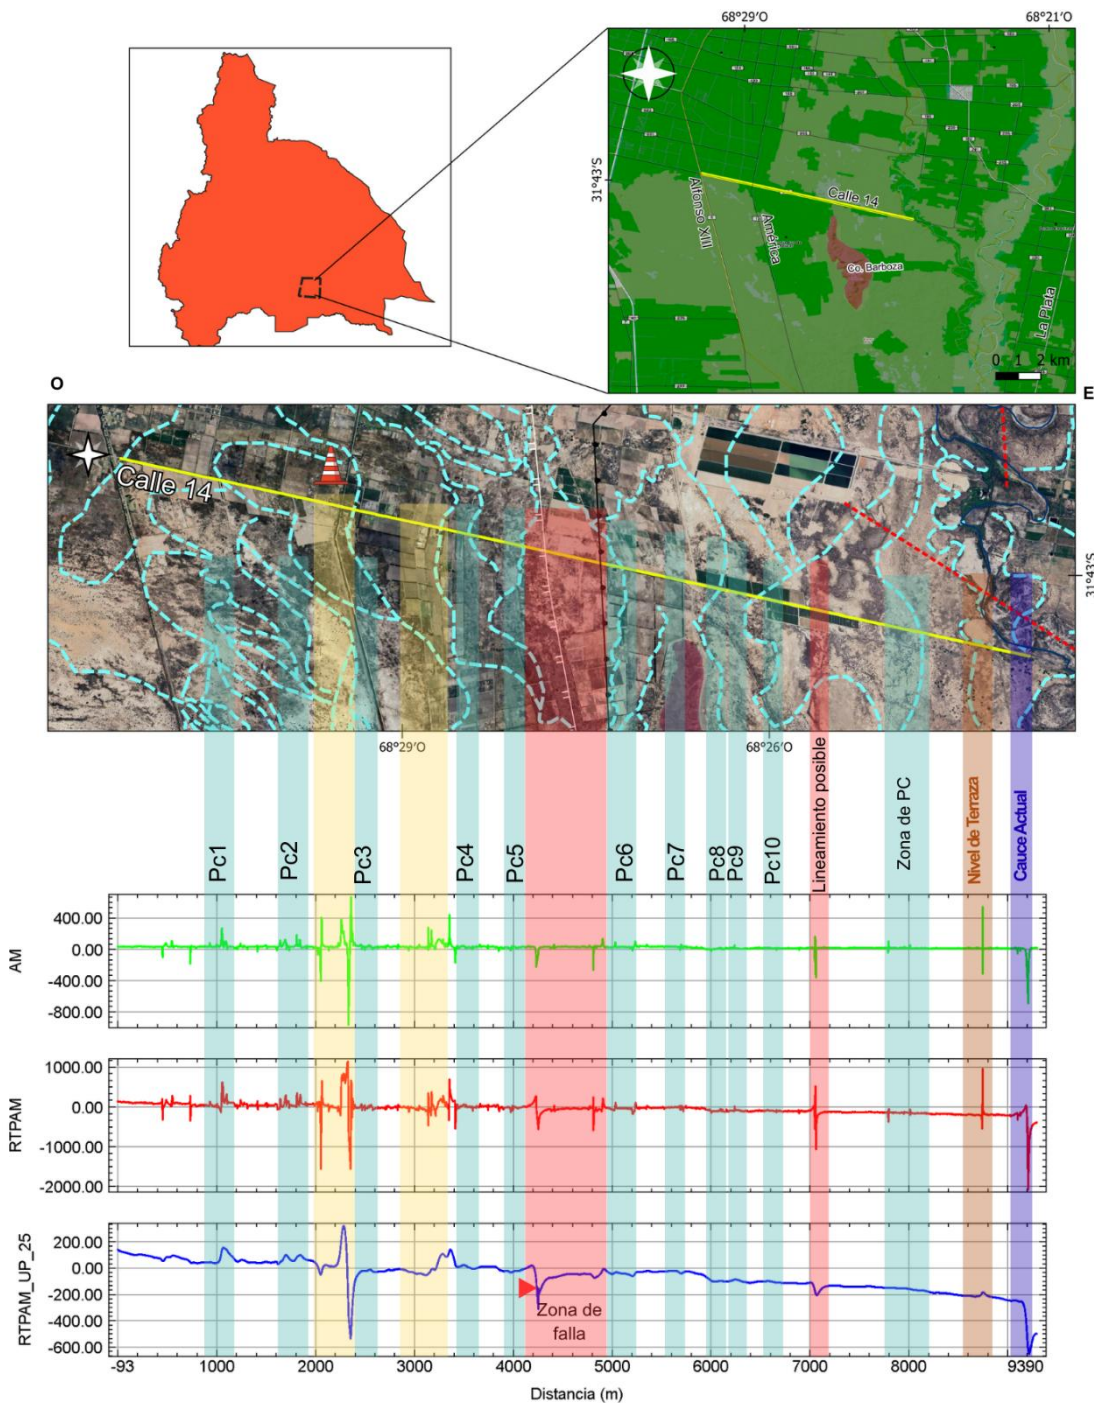 68°29'O
68°21'O
31°43'S
Calle 14
Alfonso XIII
América
Co. Barboza
La Plata
0 1 2 km
O
E
Calle 14
31°43'S
68°29'O
68°26'O
Pc1
Pc2
Pc3
Pc4
Pc5
Pc6
Pc7
Pc8
Pc9
Pc10
Lineamiento posible
Zona de PC
Nivel de Terraza
Cauce Actual
AM
400.00
0.00
-400.00
-800.00
RTPAM
1000.00
0.00
-1000.00
-2000.00
RTPAM_UP_25
200.00
0.00
-200.00
-400.00
-600.00
Zona de
falla
-93 1000 2000 3000 4000 5000 6000 7000 8000 9390
Distancia (m)